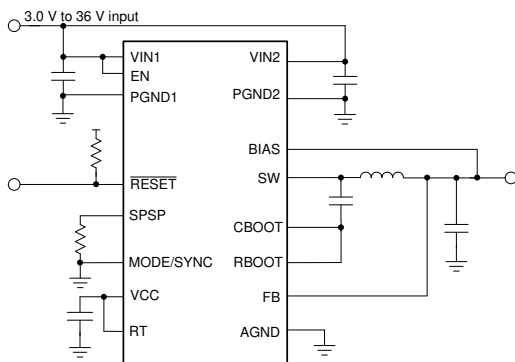 3.0 V to 36 V input
VIN1
EN
PGND1
RESET
SPSP
MODE/SYNC
VCC
RT
VIN2
PGND2
BIAS
SW
CBOOT
RBOOT
FB
AGND